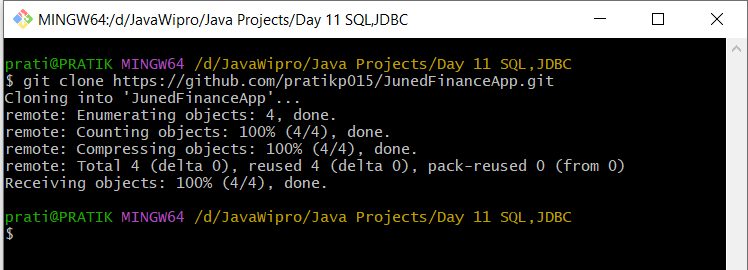 MINGW64:/d/JavaWipro/Java Projects/Day 11 SQL,JDBC
prati@PRATIK MINGW64 /d/JavaWipro/Java Projects/Day 11 SQL,JDBC
$ git clone https://github.com/pratikp015/JunedFinanceApp.git
Cloning into 'JunedFinanceApp'...
remote: Enumerating objects: 4, done.
remote: Counting objects: 100% (4/4), done.
remote: Compressing objects: 100% (4/4), done.
remote: Total 4 (delta 0), reused 4 (delta 0), pack-reused 0 (from 0)
Receiving objects: 100% (4/4), done.
prati@PRATIK MINGW64 /d/JavaWipro/Java Projects/Day 11 SQL,JDBC
$